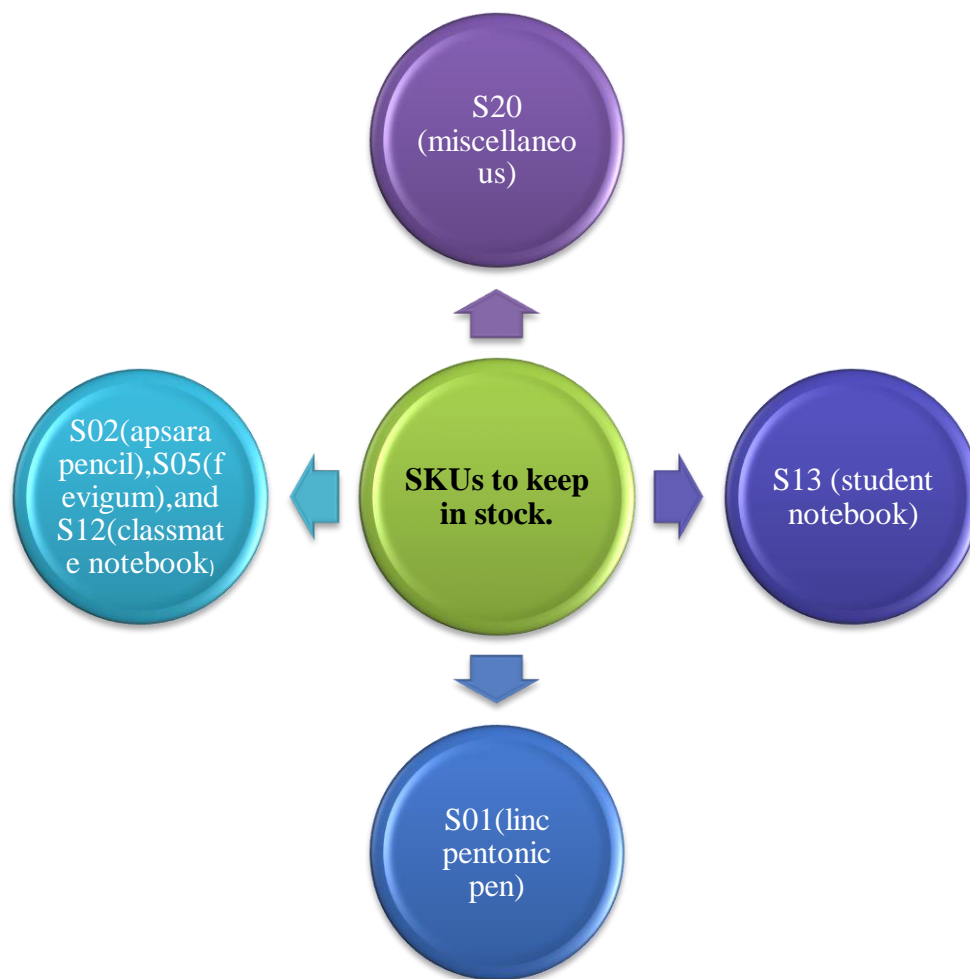 S20
(miscellaneo
us)
S02(apsara
pencil),S05(f
evigum),and
S12(classmat
e notebook)
SKUs to keep
in stock.
S13 (student
notebook)
S01(linc
pentonic
pen)